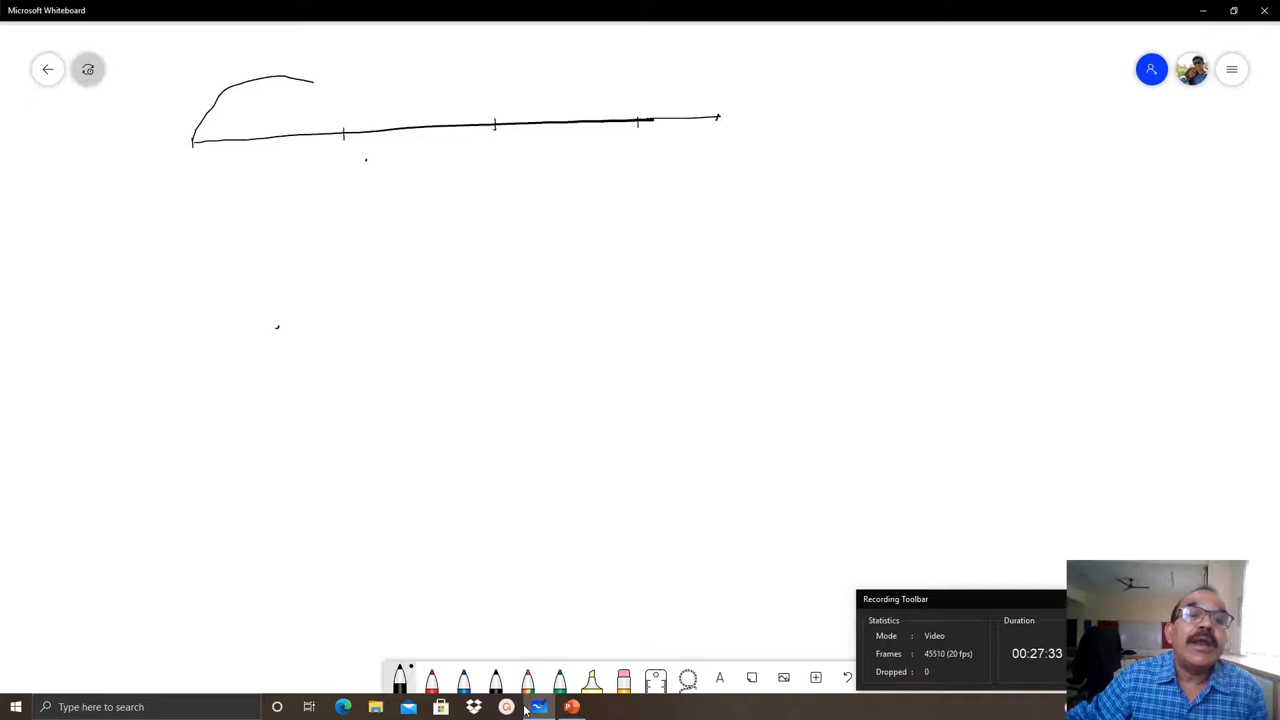 Microsoft Whiteboard
Recording Toolbar
Statistics
Duration
Mode : Video
Frames : 45510 (20 fps)
00:27:33
Dropped : 0
A
Type here to search